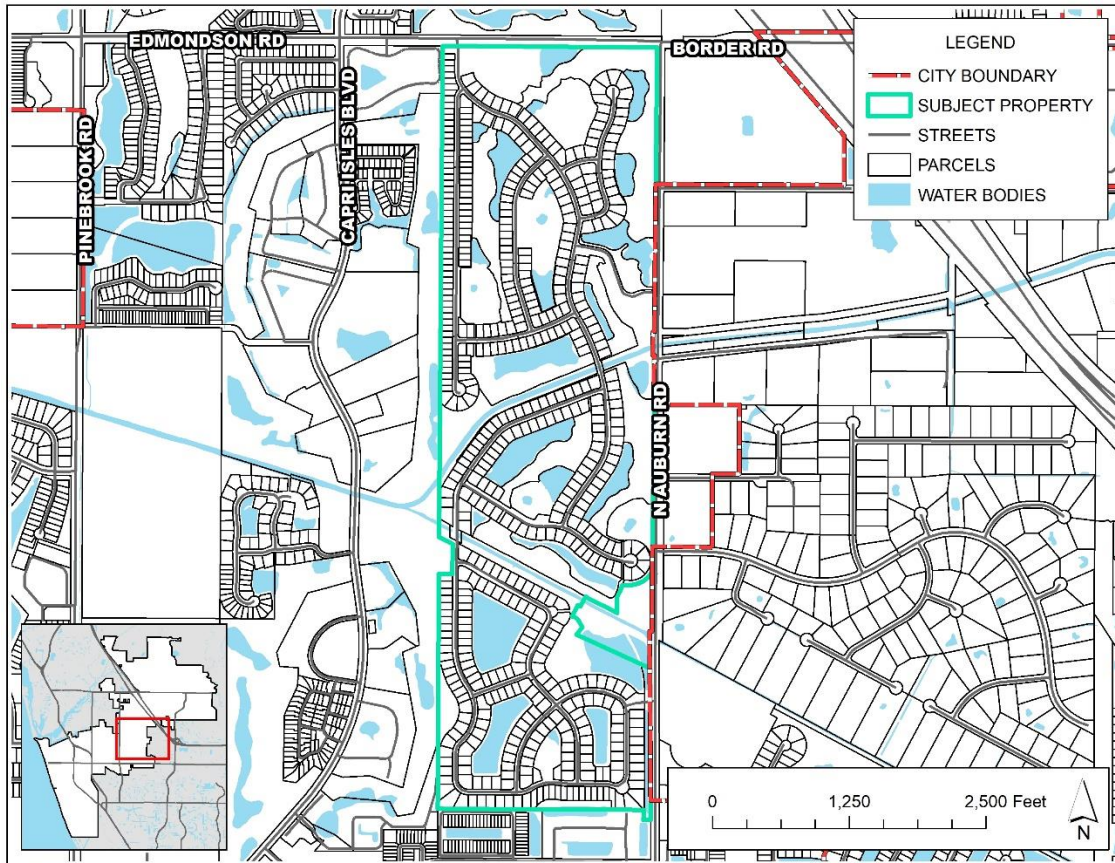 EDMONDSON RD
BORDER RD
LEGEND
CITY BOUNDARY
SUBJECT PROPERTY
STREETS
PARCELS
WATER BODIES
PINEBROOK RD
CAPRI ISLES BLVD
N AUBURN RD
0 1,250 2,500 Feet
N